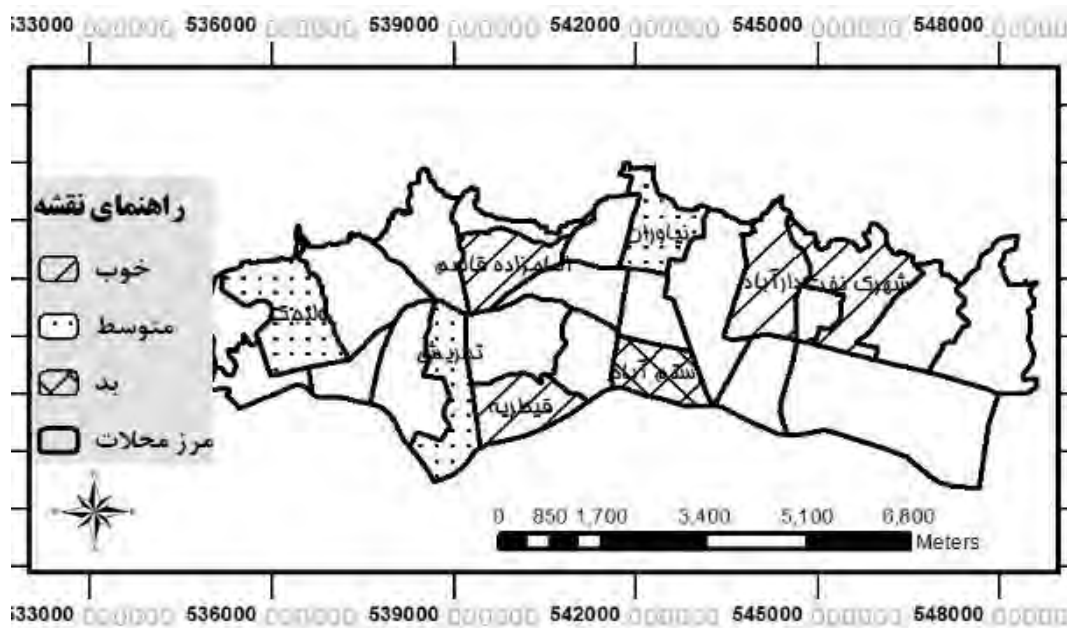 533000 536000 539000 542000 545000 548000
راهنمای نقشه
خوب
متوسط
بد
مرز محلات
نیاوران
امامزاده قاسم
دارآباد
شهرک نفت
ولنجک
تجریش
قیطریه
0 850 1,700 3,400 5,100 6,800
Meters
533000 536000 539000 542000 545000 548000